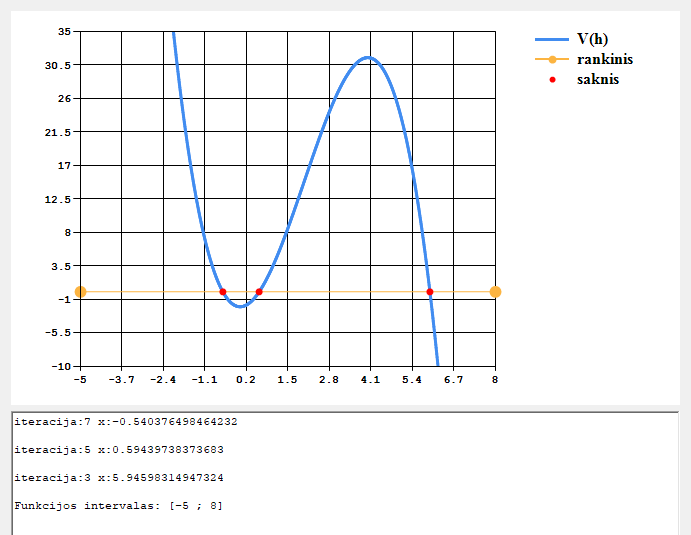 35
30.5
26
21.5
17
12.5
8
3.5
-1
-5.5
-10
-5 -3.7 -2.4 -1.1 0.2 1.5 2.8 4.1 5.4 6.7 8
V(h)
rankinis
saknis
iteracija:7 x:-0.540376498464232
iteracija:5 x:0.59439738373683
iteracija:3 x:5.94598314947324
Funkcijos intervalas: [-5 ; 8]